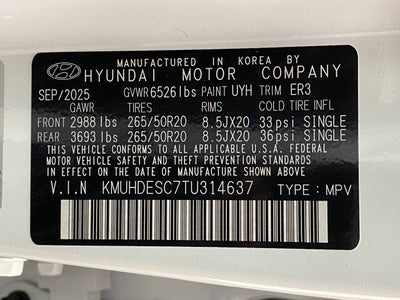 MANUFACTURED IN KOREA BY
HYUNDAI MOTOR COMPANY
SEP/2025 GVWR 6526lbs PAINT UYH TRIM ER3
GAWR TIRES RIMS COLD TIRE INFL
FRONT 2988 lbs 265/50R20 8.5JX20 33psi SINGLE
REAR 3693 lbs 265/50R20 8.5JX20 36psi SINGLE
THIS VEHICLE CONFORMS TO ALL APPLICABLE U.S.A. FEDERAL
MOTOR VEHICLE SAFETY AND THEFT PREVENTION STANDARDS
IN EFFECT ON THE DATE OF MANUFACTURE SHOWN ABOVE.
V.I.N KMUHDESC7TU314637 TYPE : MPV